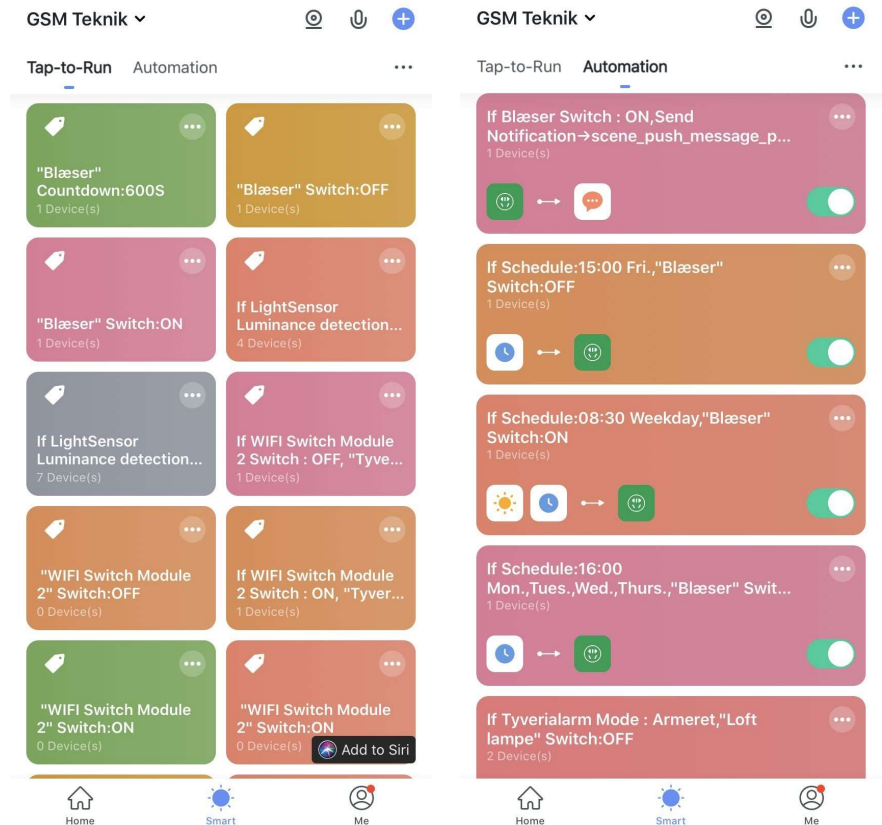 GSM Teknik
Tap-to-Run Automation
"Blæser"
Countdown:600S
1 Device(s)
"Blæser" Switch:OFF
1 Device(s)
"Blæser" Switch:ON
1 Device(s)
If LightSensor
Luminance detection...
4 Device(s)
If LightSensor
Luminance detection...
7 Device(s)
If WIFI Switch Module
2 Switch : OFF, "Tyve...
1 Device(s)
"WIFI Switch Module
2" Switch:OFF
0 Device(s)
If WIFI Switch Module
2 Switch : ON, "Tyver...
1 Device(s)
"WIFI Switch Module
2" Switch:ON
0 Device(s)
"WIFI Switch Module
2" Switch:ON
0 Device(s)
Add to Siri
Home Smart Me
GSM Teknik
Tap-to-Run Automation
If Blæser Switch : ON,Send
Notification→scene_push_message_p...
1 Device(s)
If Schedule:15:00 Fri.,"Blæser"
Switch:OFF
1 Device(s)
If Schedule:08:30 Weekday,"Blæser"
Switch:ON
1 Device(s)
If Schedule:16:00
Mon.,Tues.,Wed.,Thurs.,"Blæser" Swit...
1 Device(s)
If Tyverialarm Mode : Armeret,"Loft
lampe" Switch:OFF
2 Device(s)
Home Smart Me